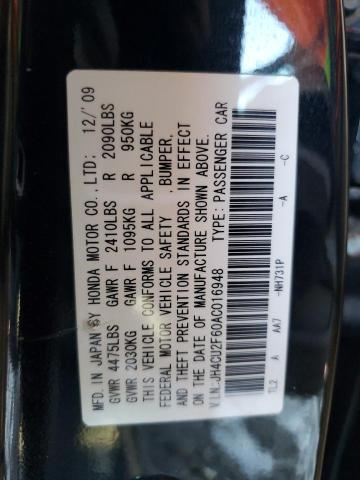 MFD. IN JAPAN BY HONDA MOTOR CO., LTD; 12/'09
GVWR 4475LBS GAWR F 2410LBS R 2090LBS
GVWR 2030KG GAWR F 1095KG R 950KG
THIS VEHICLE CONFORMS TO ALL APPLICABLE
FEDERAL MOTOR VEHICLE SAFETY ,BUMPER,
AND THEFT PREVENTION STANDARDS IN EFFECT
ON THE DATE OF MANUFACTURE SHOWN ABOVE.
V.I.N.:JH4CU2F60AC016948 TYPE: PASSENGER CAR
TL2 A AA7 -NH731P -A -C